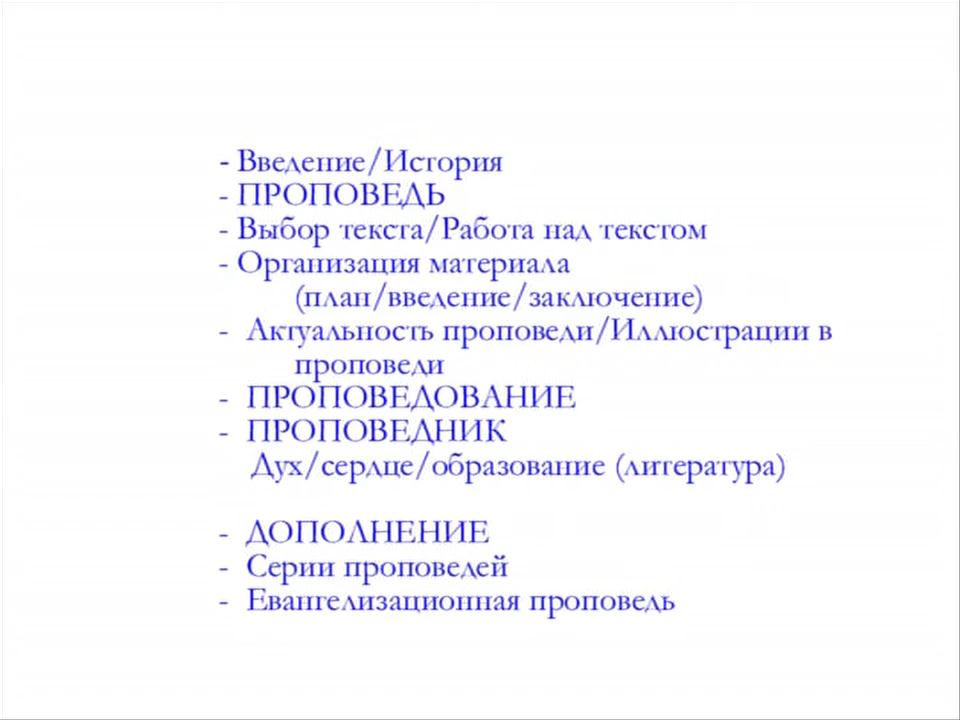 - Введение/История
- ПРОПОВЕДЬ
- Выбор текста/Работа над текстом
- Организация материала
(план/введение/заключение)
- Актуальность проповеди/Иллюстрации в
проповеди
- ПРОПОВЕДОВАНИЕ
- ПРОПОВЕДНИК
Дух/сердце/образование (литература)
- ДОПОЛНЕНИЕ
- Серии проповедей
- Евангелизационная проповедь